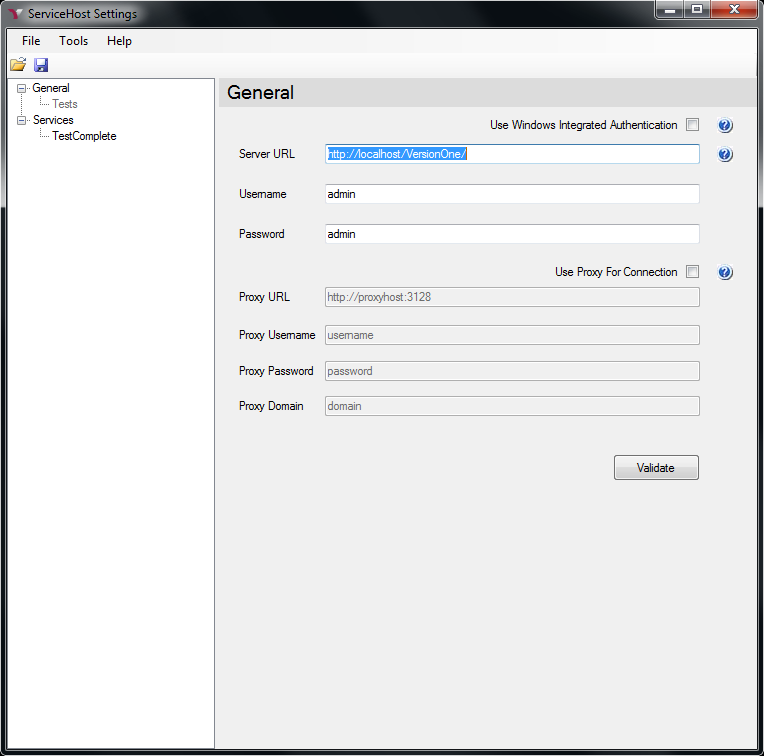 ServiceHost Settings
File Tools Help
General
Tests
Services
TestComplete
General
Use Windows Integrated Authentication
Server URL http://localhost/VersionOne/
Username admin
Password admin
Use Proxy For Connection
Proxy URL http://proxyhost:3128
Proxy Username username
Proxy Password password
Proxy Domain domain
Validate